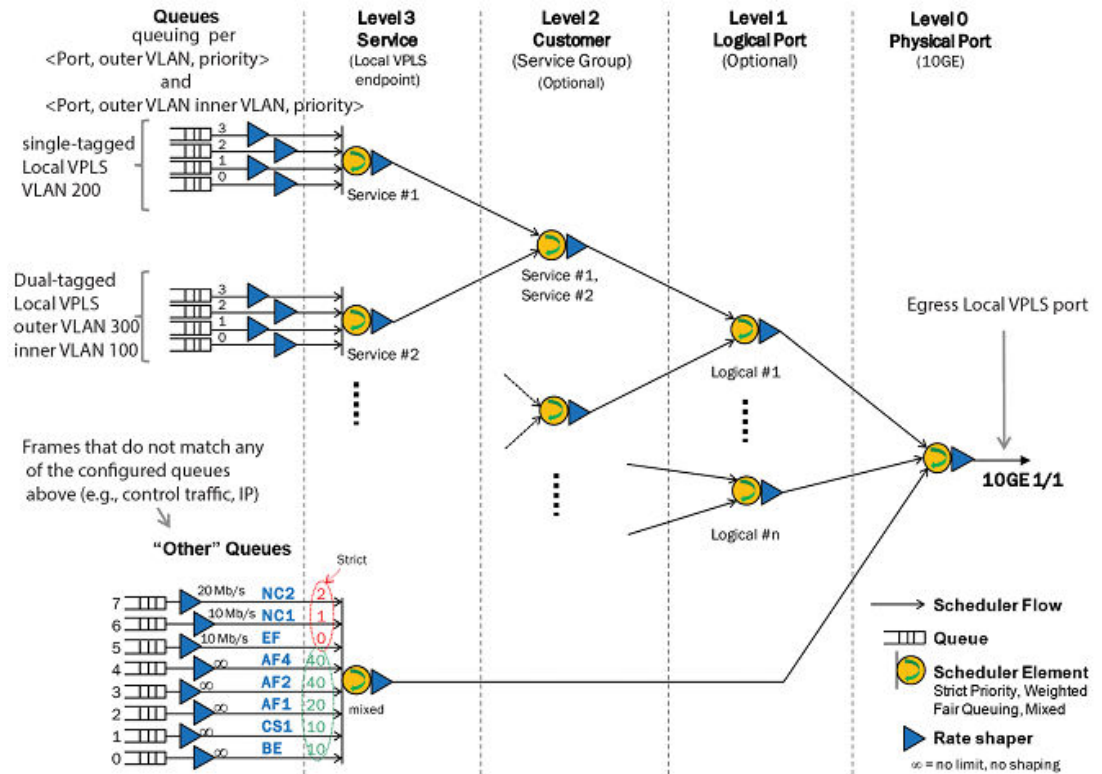 Queues
queuing per
<Port, outer VLAN, priority>
and
<Port, outer VLAN inner VLAN, priority>
Level 3
Service
(Local VPLS
endpoint)
Level 2
Customer
(Service Group)
(Optional)
Level 1
Logical Port
(Optional)
Level 0
Physical Port
(10GE)
single-tagged
Local VPLS
VLAN 200
3
2
1
0
Service #1
Service #1,
Service #2
Dual-tagged
Local VPLS
outer VLAN 300
inner VLAN 100
3
2
1
0
Service #2
Egress Local VPLS port
Logical #1
10GE 1/1
Logical #n
Frames that do not match any
of the configured queues
above (e.g., control traffic, IP)
"Other" Queues
Strict
7 20 Mb/s NC2 2
6 10 Mb/s NC1 1
5 10 Mb/s EF 0
4 ∞ AF4 40
3 ∞ AF2 40
2 ∞ AF1 20
1 ∞ CS1 10
0 ∞ BE 10
mixed
Scheduler Flow
Queue
Scheduler Element
Strict Priority, Weighted
Fair Queuing, Mixed
Rate shaper
∞ = no limit, no shaping